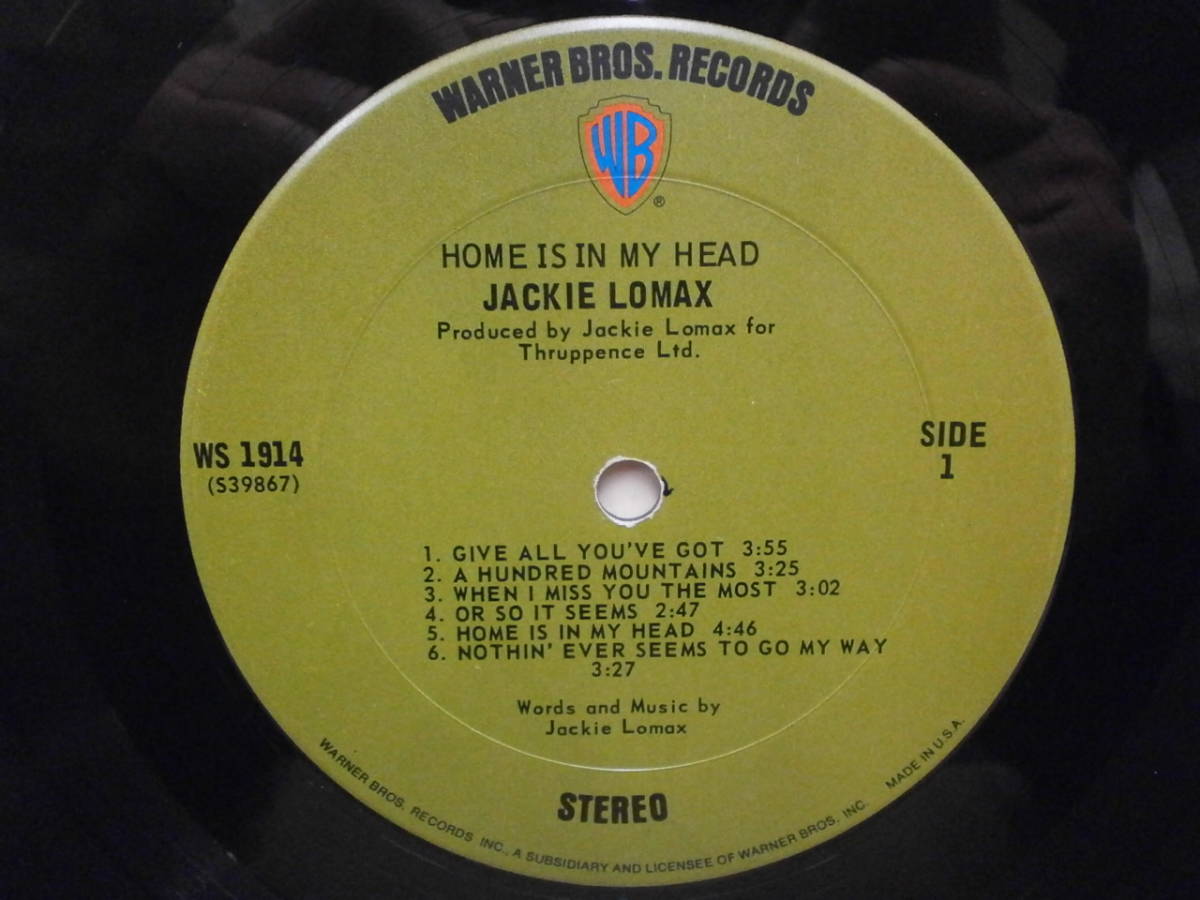 WARNER BROS. RECORDS
WB
®
HOME IS IN MY HEAD
JACKIE LOMAX
Produced by Jackie Lomax for
Thruppence Ltd.
WS 1914
(S39867)
SIDE
1
1. GIVE ALL YOU'VE GOT 3:55
2. A HUNDRED MOUNTAINS 3:25
3. WHEN I MISS YOU THE MOST 3:02
4. OR SO IT SEEMS 2:47
5. HOME IS IN MY HEAD 4:46
6. NOTHIN' EVER SEEMS TO GO MY WAY
3:27
Words and Music by
Jackie Lomax
STEREO
WARNER BROS. RECORDS INC., A SUBSIDIARY AND LICENSEE OF WARNER BROS. INC. MADE IN U.S.A.